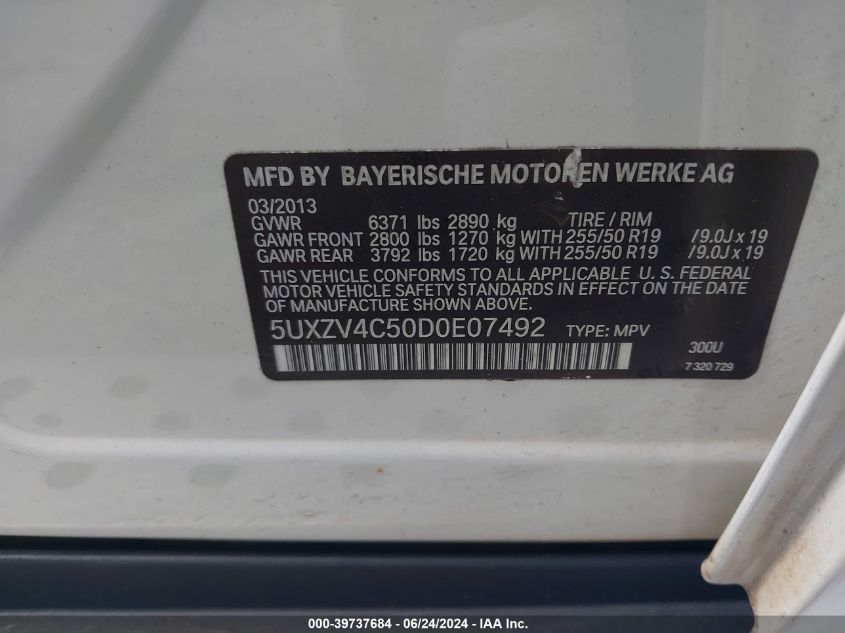 MFD BY BAYERISCHE MOTOREN WERKE AG
03/2013
GVWR 6371 lbs 2890 kg TIRE / RIM
GAWR FRONT 2800 lbs 1270 kg WITH 255/50 R19 /9.0J x 19
GAWR REAR 3792 lbs 1720 kg WITH 255/50 R19 /9.0J x 19
THIS VEHICLE CONFORMS TO ALL APPLICABLE U. S. FEDERAL
MOTOR VEHICLE SAFETY STANDARDS IN EFFECT ON THE DATE
OF MANUFACTURE SHOWN ABOVE.
5UXZV4C50D0E07492 TYPE: MPV
300U
7 320 729
000-39737684 - 06/24/2024 - IAA Inc.